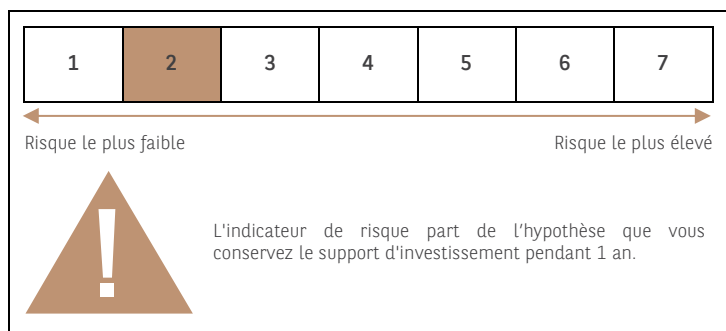 1 2 3 4 5 6 7
Risque le plus faible Risque le plus élevé
!
L'indicateur de risque part de l’hypothèse que vous
conservez le support d'investissement pendant 1 an.